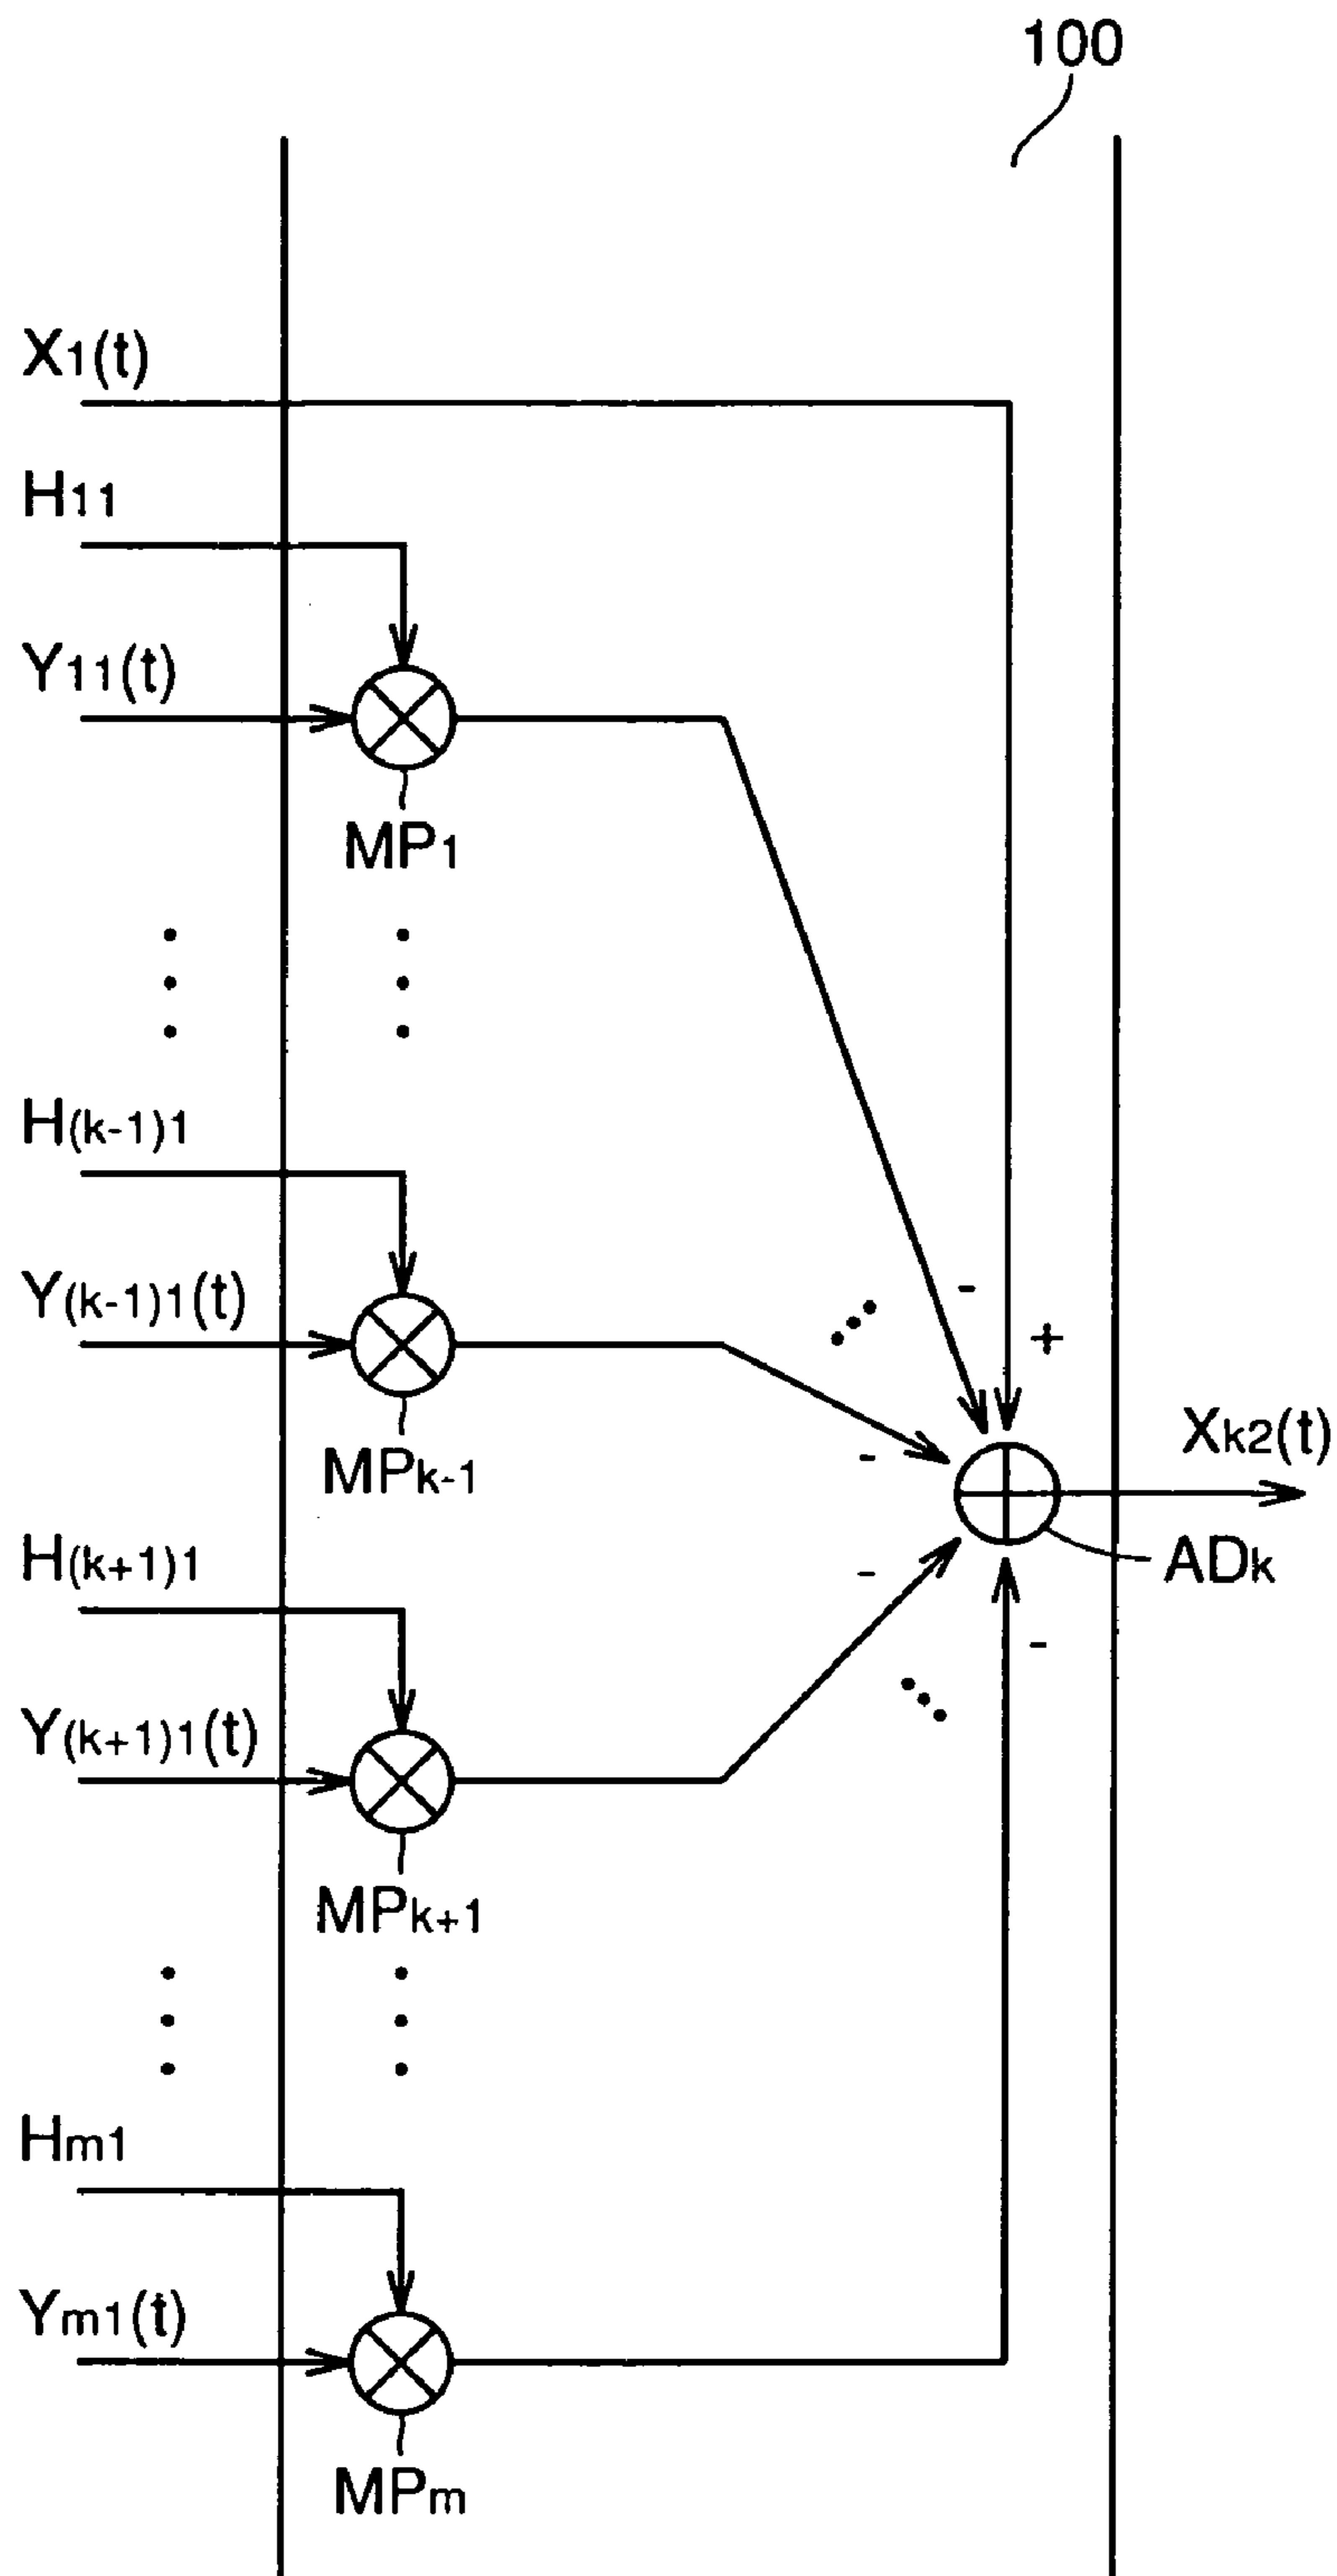 100
X1(t)
H11
Y11(t)
MP1
H(k-1)1
Y(k-1)1(t)
-
+
MPk-1
-
Xk2(t)
H(k+1)1
-
ADk
-
Y(k+1)1(t)
MPk+1
Hm1
Ym1(t)
MPm